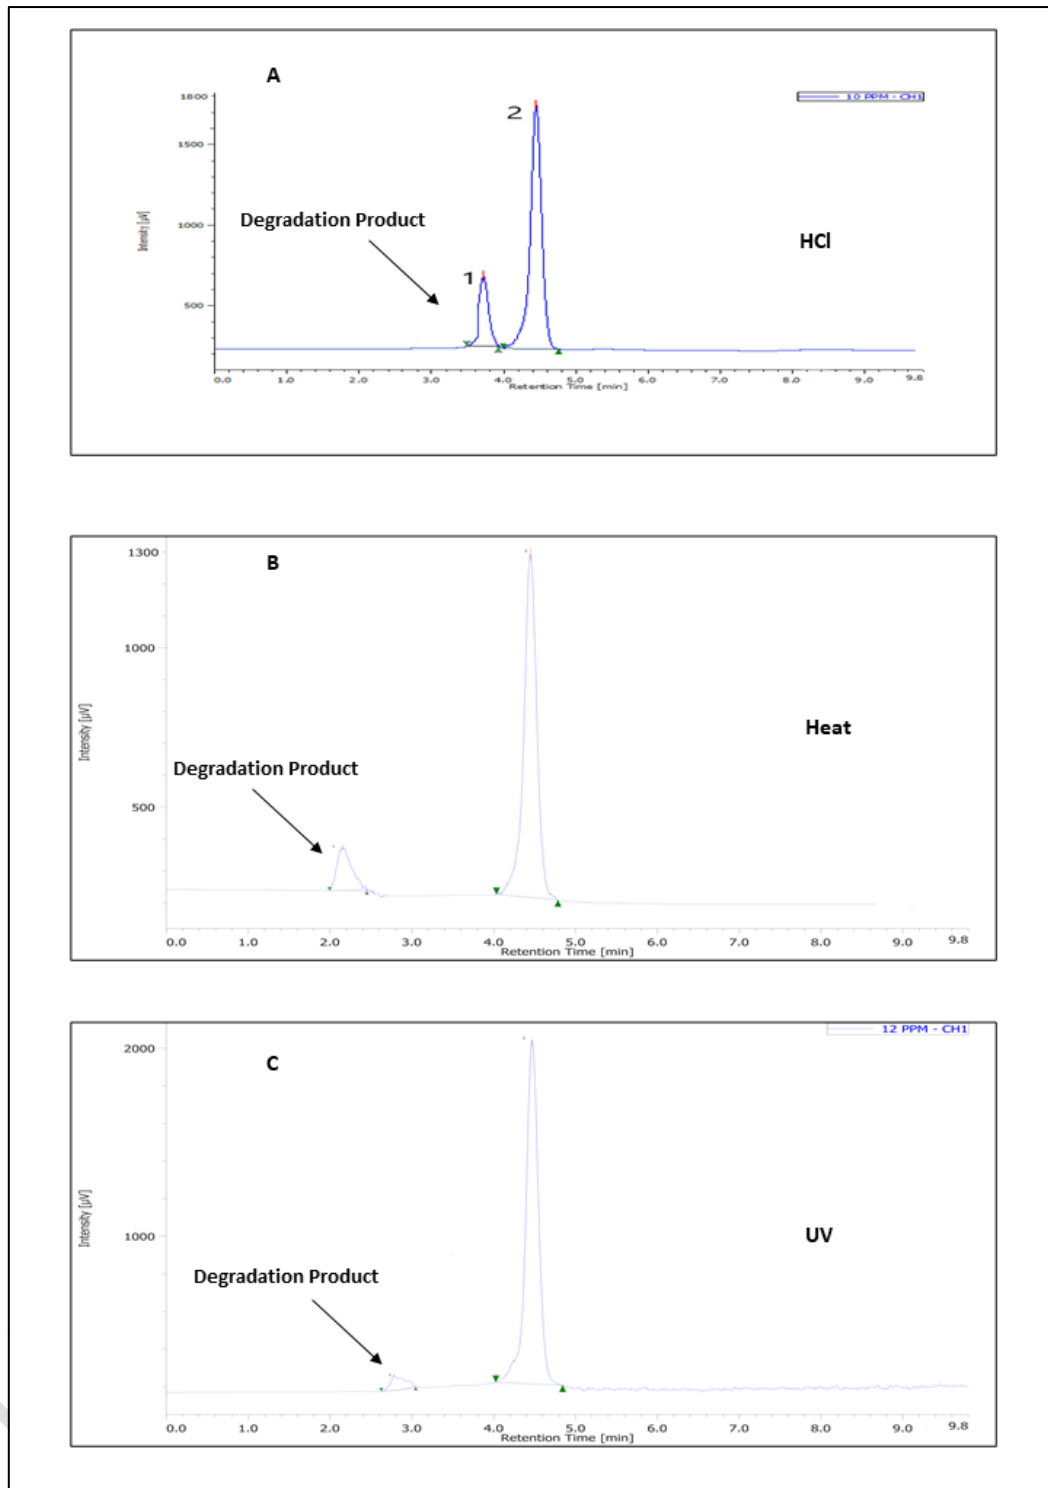 A
10 PPM - CH1
1800
1500
1000
500
Intensity [µV]
2
1
Degradation Product
HCl
0.0 1.0 2.0 3.0 4.0 5.0 6.0 7.0 8.0 9.0 9.8
Retention Time [min]
B
1300
1000
500
Intensity [µV]
Degradation Product
Heat
0.0 1.0 2.0 3.0 4.0 5.0 6.0 7.0 8.0 9.0 9.8
Retention Time [min]
C
12 PPM - CH1
2000
1000
Intensity [µV]
Degradation Product
UV
0.0 1.0 2.0 3.0 4.0 5.0 6.0 7.0 8.0 9.0 9.8
Retention Time [min]